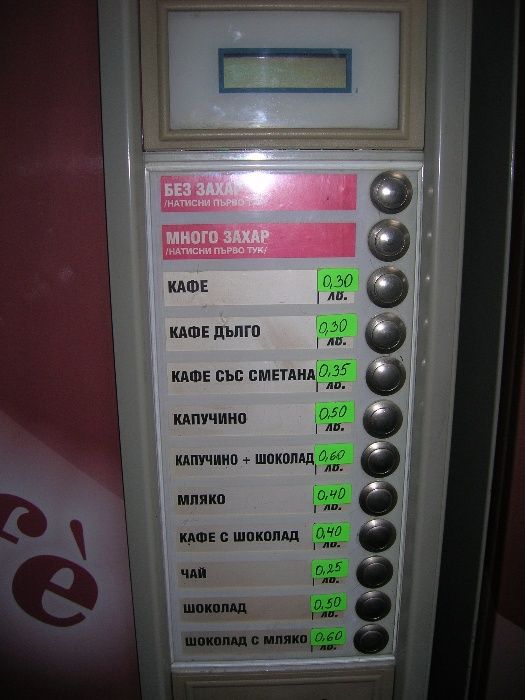 БЕЗ ЗАХАР
/НАТИСНИ ПЪРВО ТУК/
МНОГО ЗАХАР
/НАТИСНИ ПЪРВО ТУК/
КАФЕ 0,30 ЛВ.
КАФЕ ДЪЛГО 0,30 ЛВ.
КАФЕ СЪС СМЕТАНА 0,35 ЛВ.
КАПУЧИНО 0,50 ЛВ.
КАПУЧИНО + ШОКОЛАД 0,60 ЛВ.
МЛЯКО 0,40 ЛВ.
КАФЕ С ШОКОЛАД 0,40 ЛВ.
ЧАЙ 0,25 ЛВ.
ШОКОЛАД 0,50 ЛВ.
ШОКОЛАД С МЛЯКО 0,60 ЛВ.